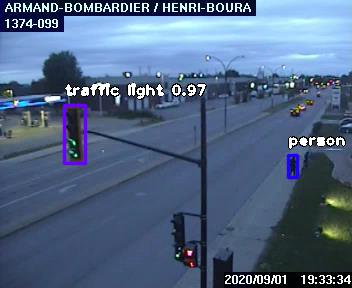 ARMAND-BOMBARDIER / HENRI-BOURA
1374-099
traffic light 0.97
person
2020/09/01 19:33:34